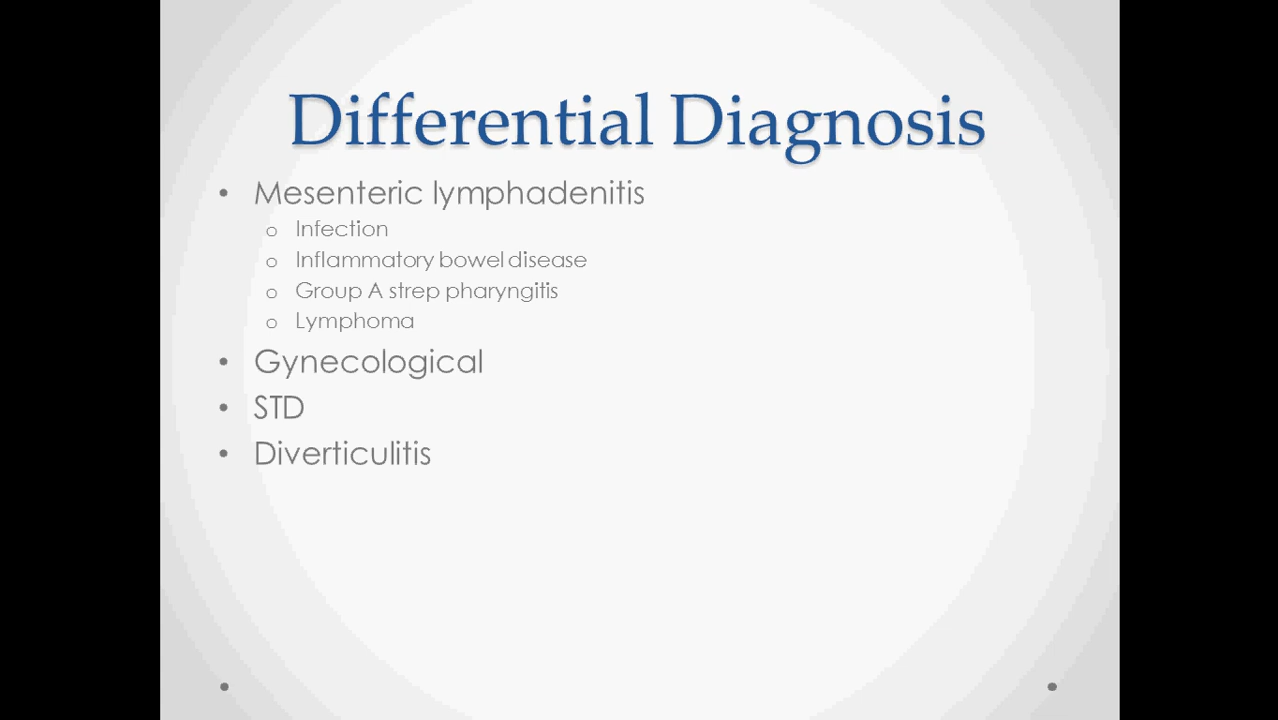 Differential Diagnosis
• Mesenteric lymphadenitis
o Infection
o Inflammatory bowel disease
o Group A strep pharyngitis
o Lymphoma
• Gynecological
• STD
• Diverticulitis